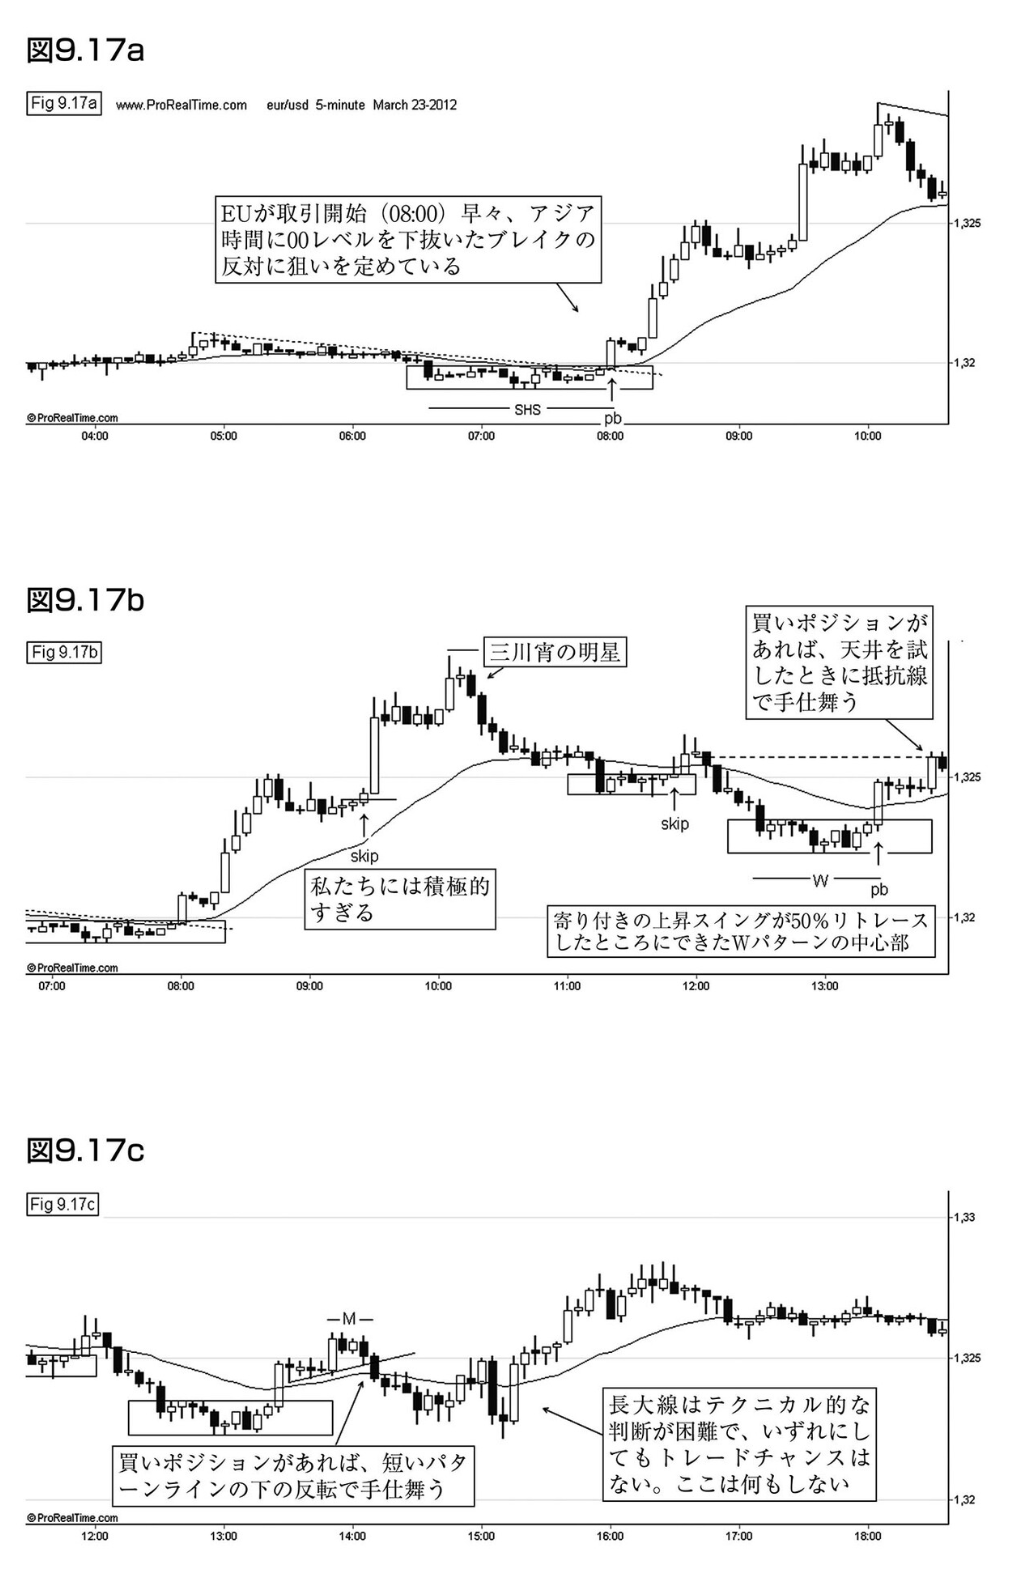 図9.17a
Fig 9.17a www.ProRealTime.com eur/usd 5-minute March 23-2012
EUが取引開始（08:00）早々、アジア
時間に00レベルを下抜いたブレイクの
反対に狙いを定めている
1,325
1,32
SHS
pb
©ProRealTime.com
04:00 05:00 06:00 07:00 08:00 09:00 10:00
図9.17b
Fig 9.17b
三川宵の明星
買いポジションが
あれば、天井を試
したときに抵抗線
で手仕舞う
1,325
skip
skip
私たちには積極的
すぎる
W
pb
寄り付きの上昇スイングが50％リトレース
したところにできたWパターンの中心部
1,32
©ProRealTime.com
07:00 08:00 09:00 10:00 11:00 12:00 13:00
図9.17c
Fig 9.17c
1,33
M
1,325
長大線はテクニカル的な
判断が困難で、いずれにし
てもトレードチャンスは
ない。ここは何もしない
買いポジションがあれば、短いパタ
ーンラインの下の反転で手仕舞う
1,32
©ProRealTime.com
12:00 13:00 14:00 15:00 16:00 17:00 18:00